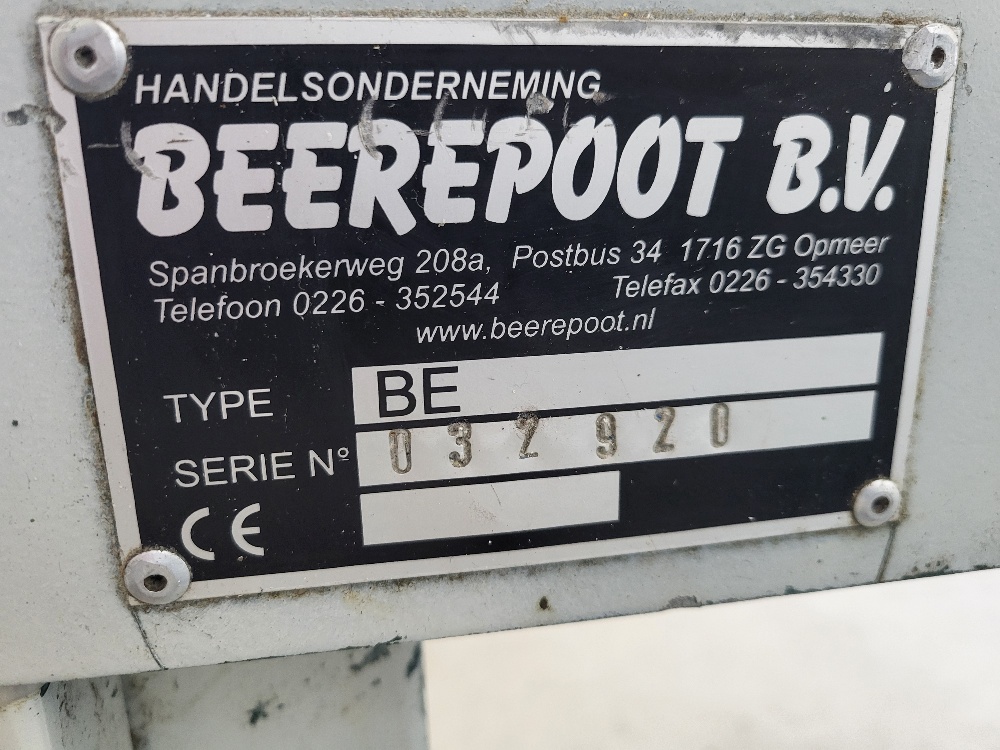 HANDELSONDERNEMING
BEEREPOOT B.V.
Spanbroekerweg 208a, Postbus 34 1716 ZG Opmeer
Telefoon 0226 - 352544 Telefax 0226 - 354330
www.beerepoot.nl
TYPE BE
SERIE N° 032920
CE